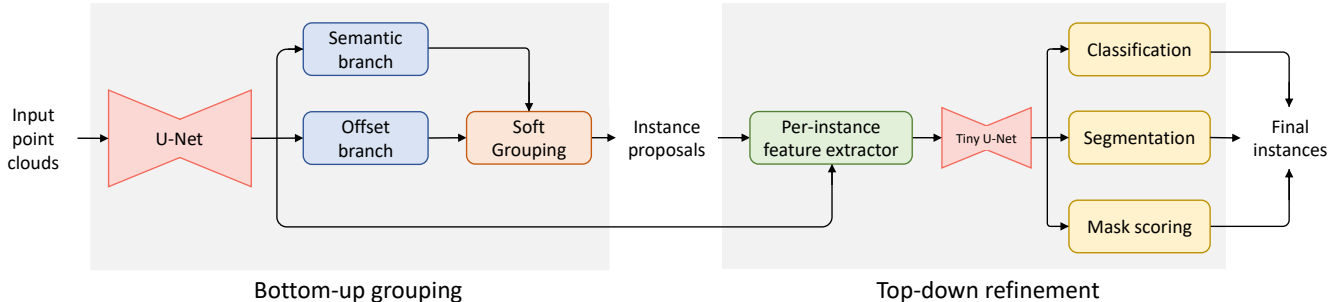 Input
point
clouds
U-Net
Semantic
branch
Offset
branch
Soft
Grouping
Instance
proposals
Per-instance
feature extractor
Tiny U-Net
Classification
Segmentation
Mask scoring
Final
instances
Bottom-up grouping
Top-down refinement